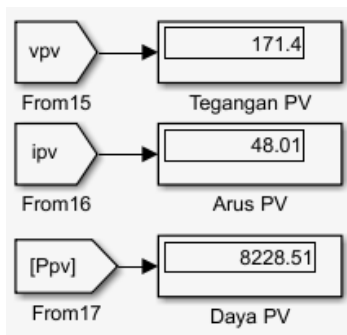 vpv
171.4
From15
Tegangan PV
ipv
48.01
From16
Arus PV
[Ppv]
8228.51
From17
Daya PV